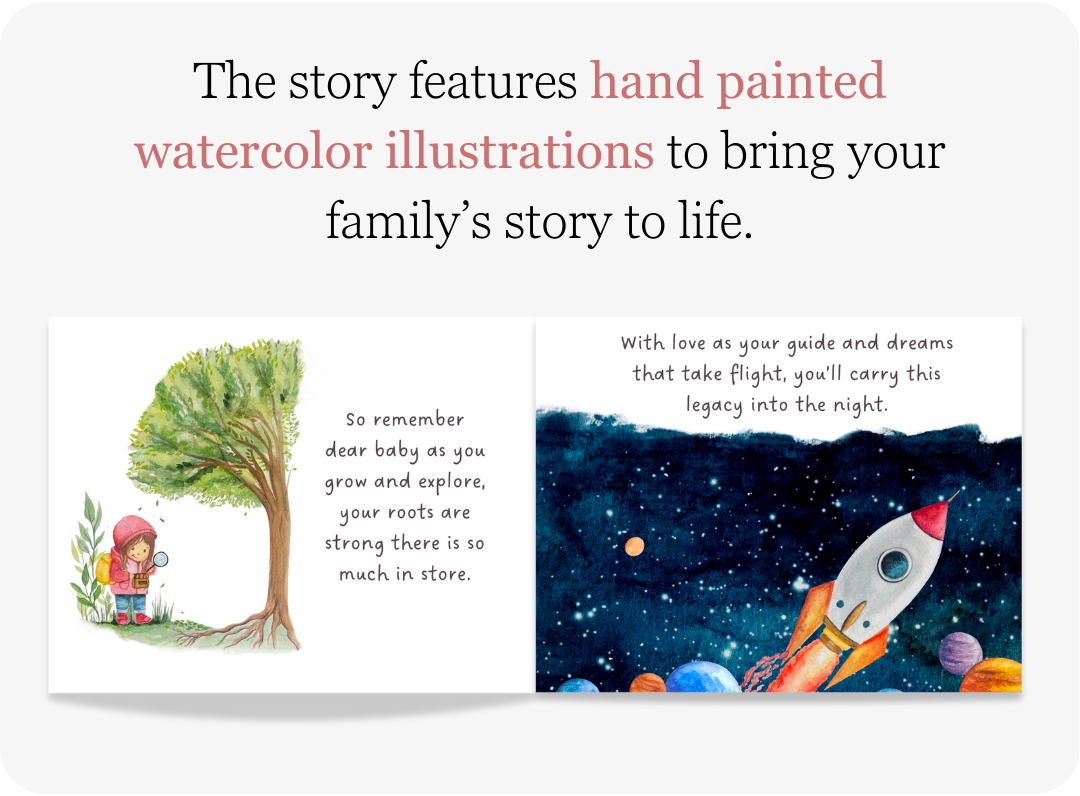 The story features hand painted
watercolor illustrations to bring your
family’s story to life.
So remember
dear baby as you
grow and explore,
your roots are
strong there is so
much in store.
With love as your guide and dreams
that take flight, you'll carry this
legacy into the night.